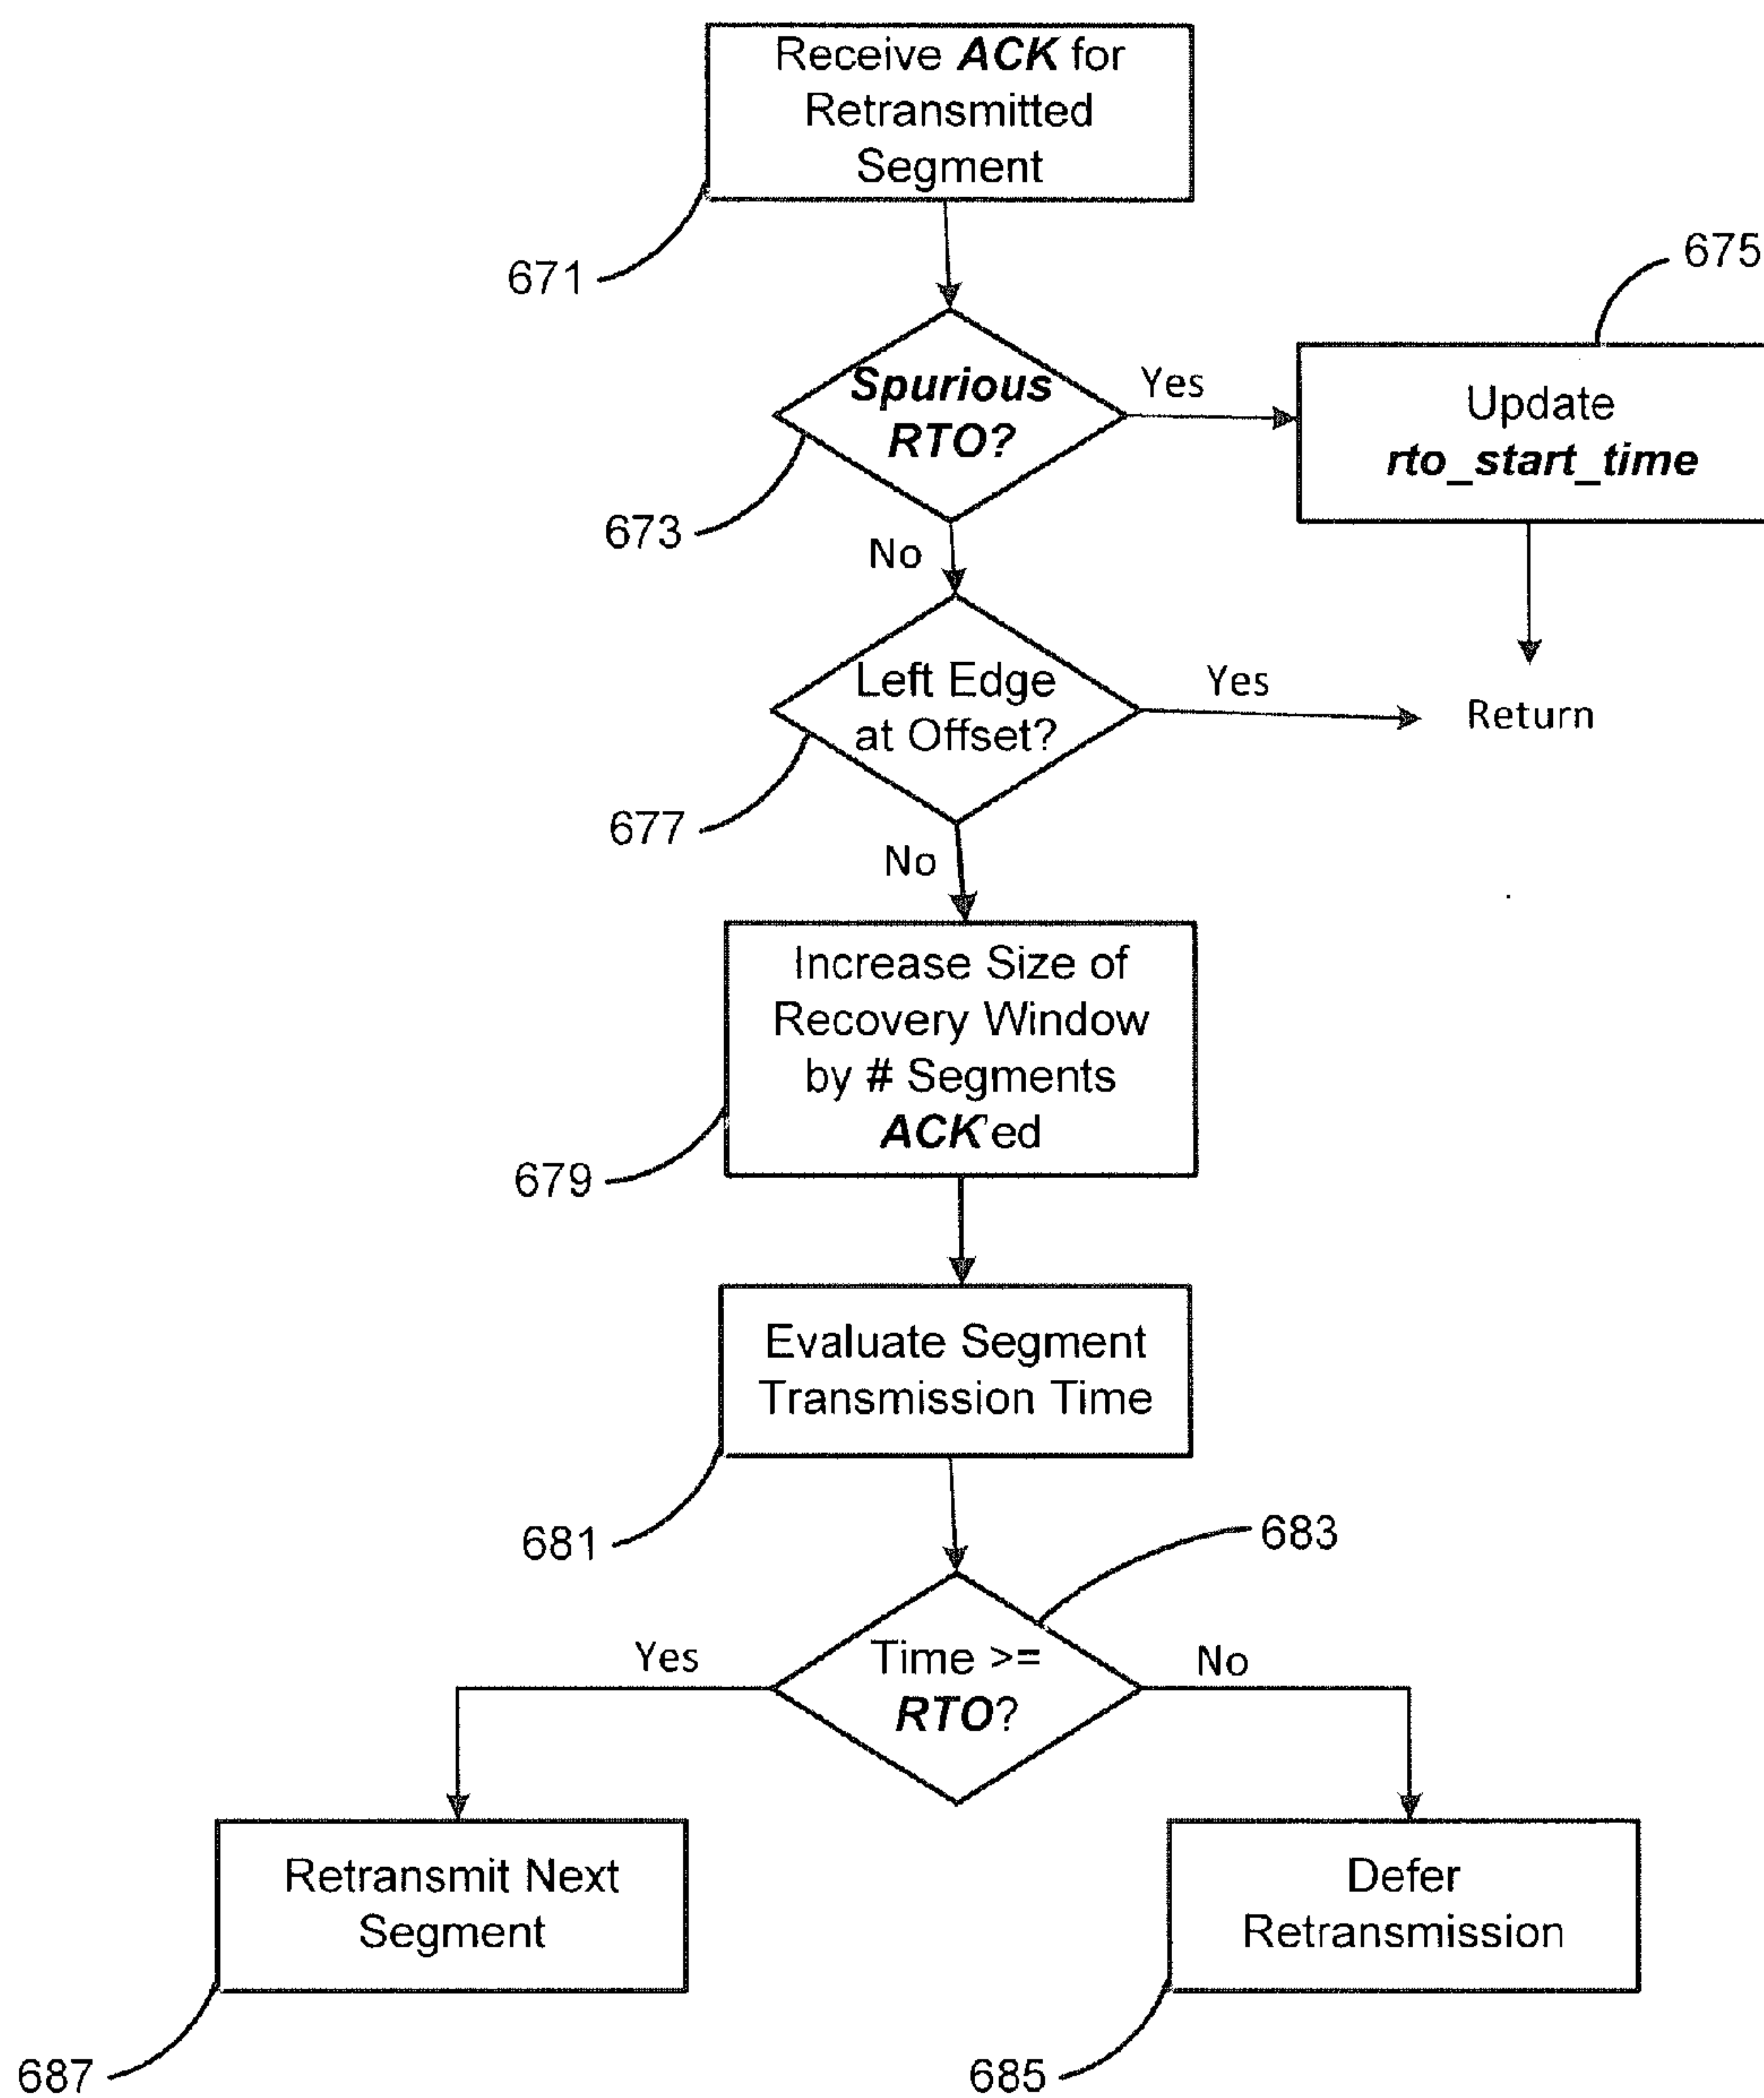 Receive ACK for
Retransmitted
Segment
671
675
Spurious
RTO?
Yes
Update
rto_start_time
673
No
Left Edge
at Offset?
Yes
Return
677
No
Increase Size of
Recovery Window
by # Segments
ACK'ed
679
Evaluate Segment
Transmission Time
681
683
Time >=
RTO?
Yes
No
Retransmit Next
Segment
Defer
Retransmission
687
685